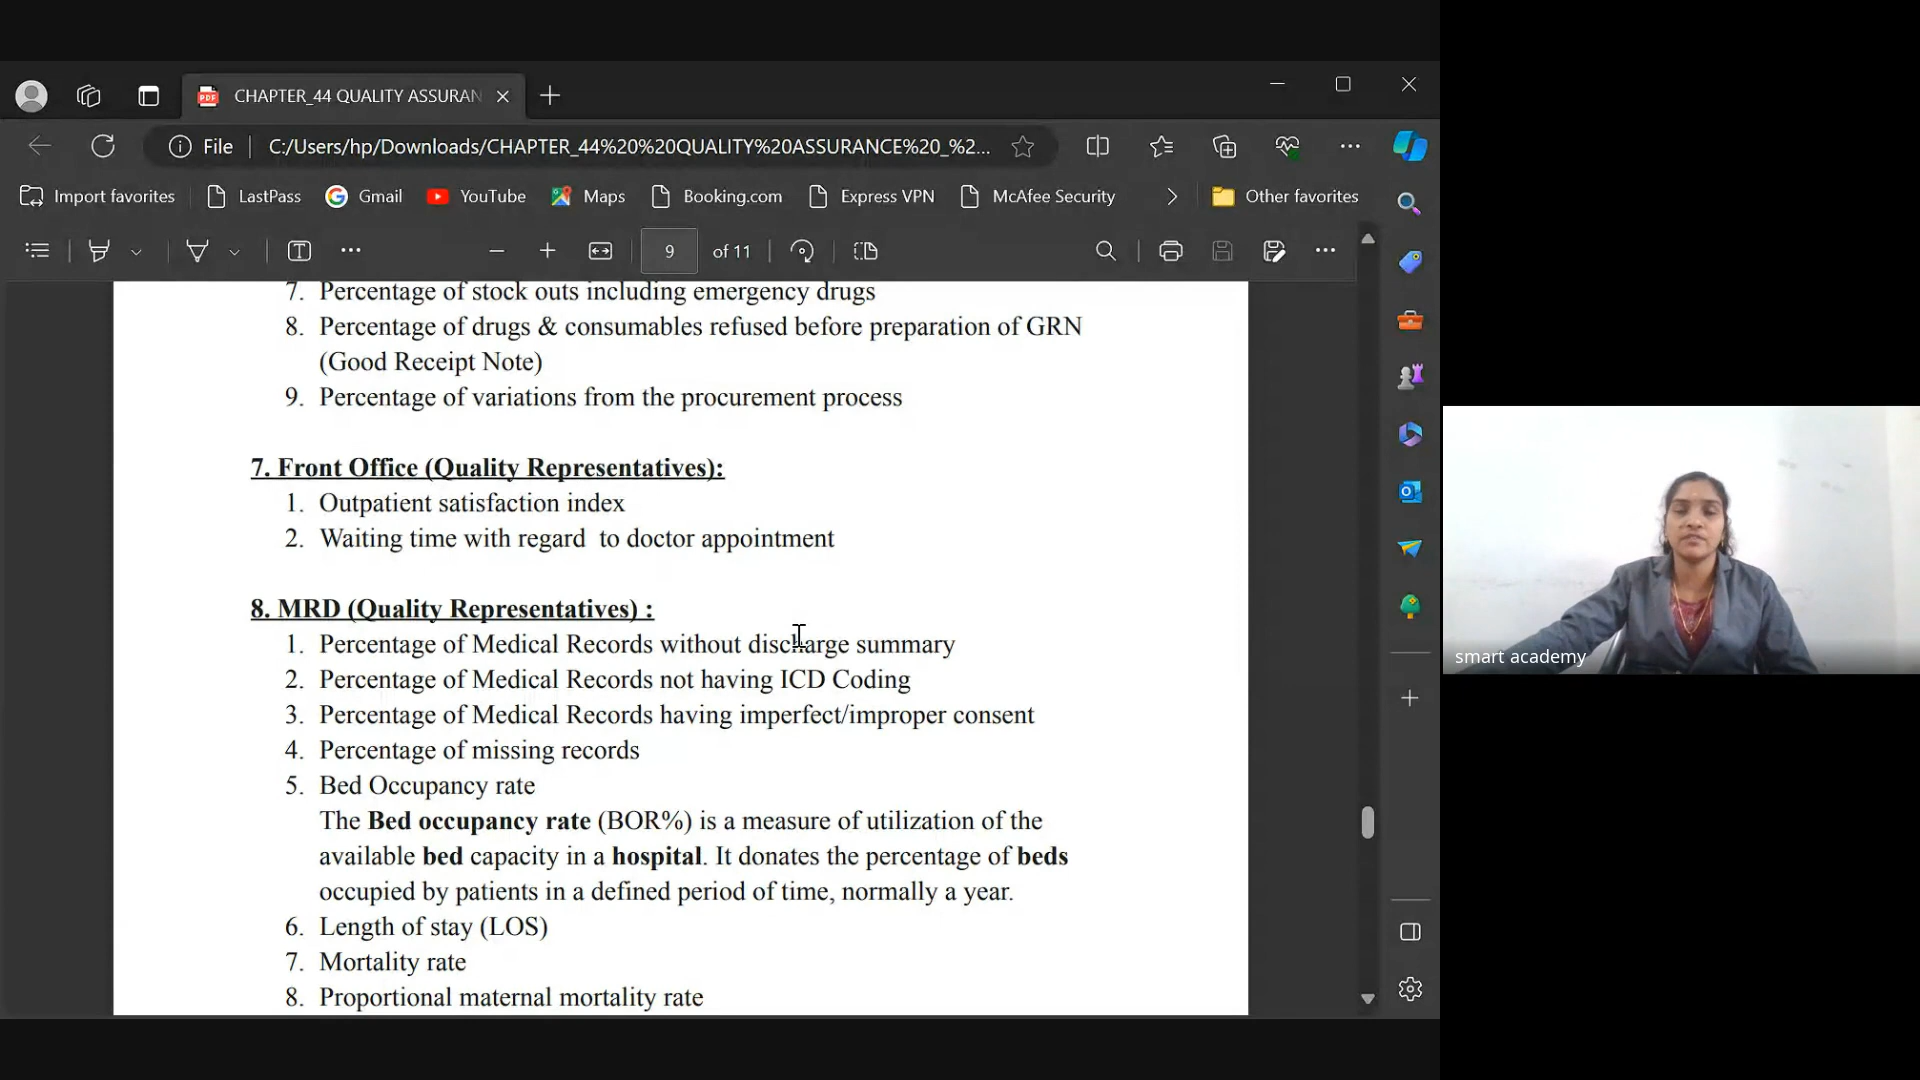 CHAPTER_44 QUALITY ASSURAN
File
C:/Users/hp/Downloads/CHAPTER_44%20%20QUALITY%20ASSURANCE%20_%2...
Import favorites
LastPass
Gmail
YouTube
Maps
Booking.com
Express VPN
McAfee Security
Other favorites
9 of 11
7. Percentage of stock outs including emergency drugs
8. Percentage of drugs & consumables refused before preparation of GRN
(Good Receipt Note)
9. Percentage of variations from the procurement process
7. Front Office (Quality Representatives):
1. Outpatient satisfaction index
2. Waiting time with regard  to doctor appointment
8. MRD (Quality Representatives) :
1. Percentage of Medical Records without discharge summary
2. Percentage of Medical Records not having ICD Coding
3. Percentage of Medical Records having imperfect/improper consent
4. Percentage of missing records
5. Bed Occupancy rate
The Bed occupancy rate (BOR%) is a measure of utilization of the
available bed capacity in a hospital. It donates the percentage of beds
occupied by patients in a defined period of time, normally a year.
6. Length of stay (LOS)
7. Mortality rate
8. Proportional maternal mortality rate
smart academy